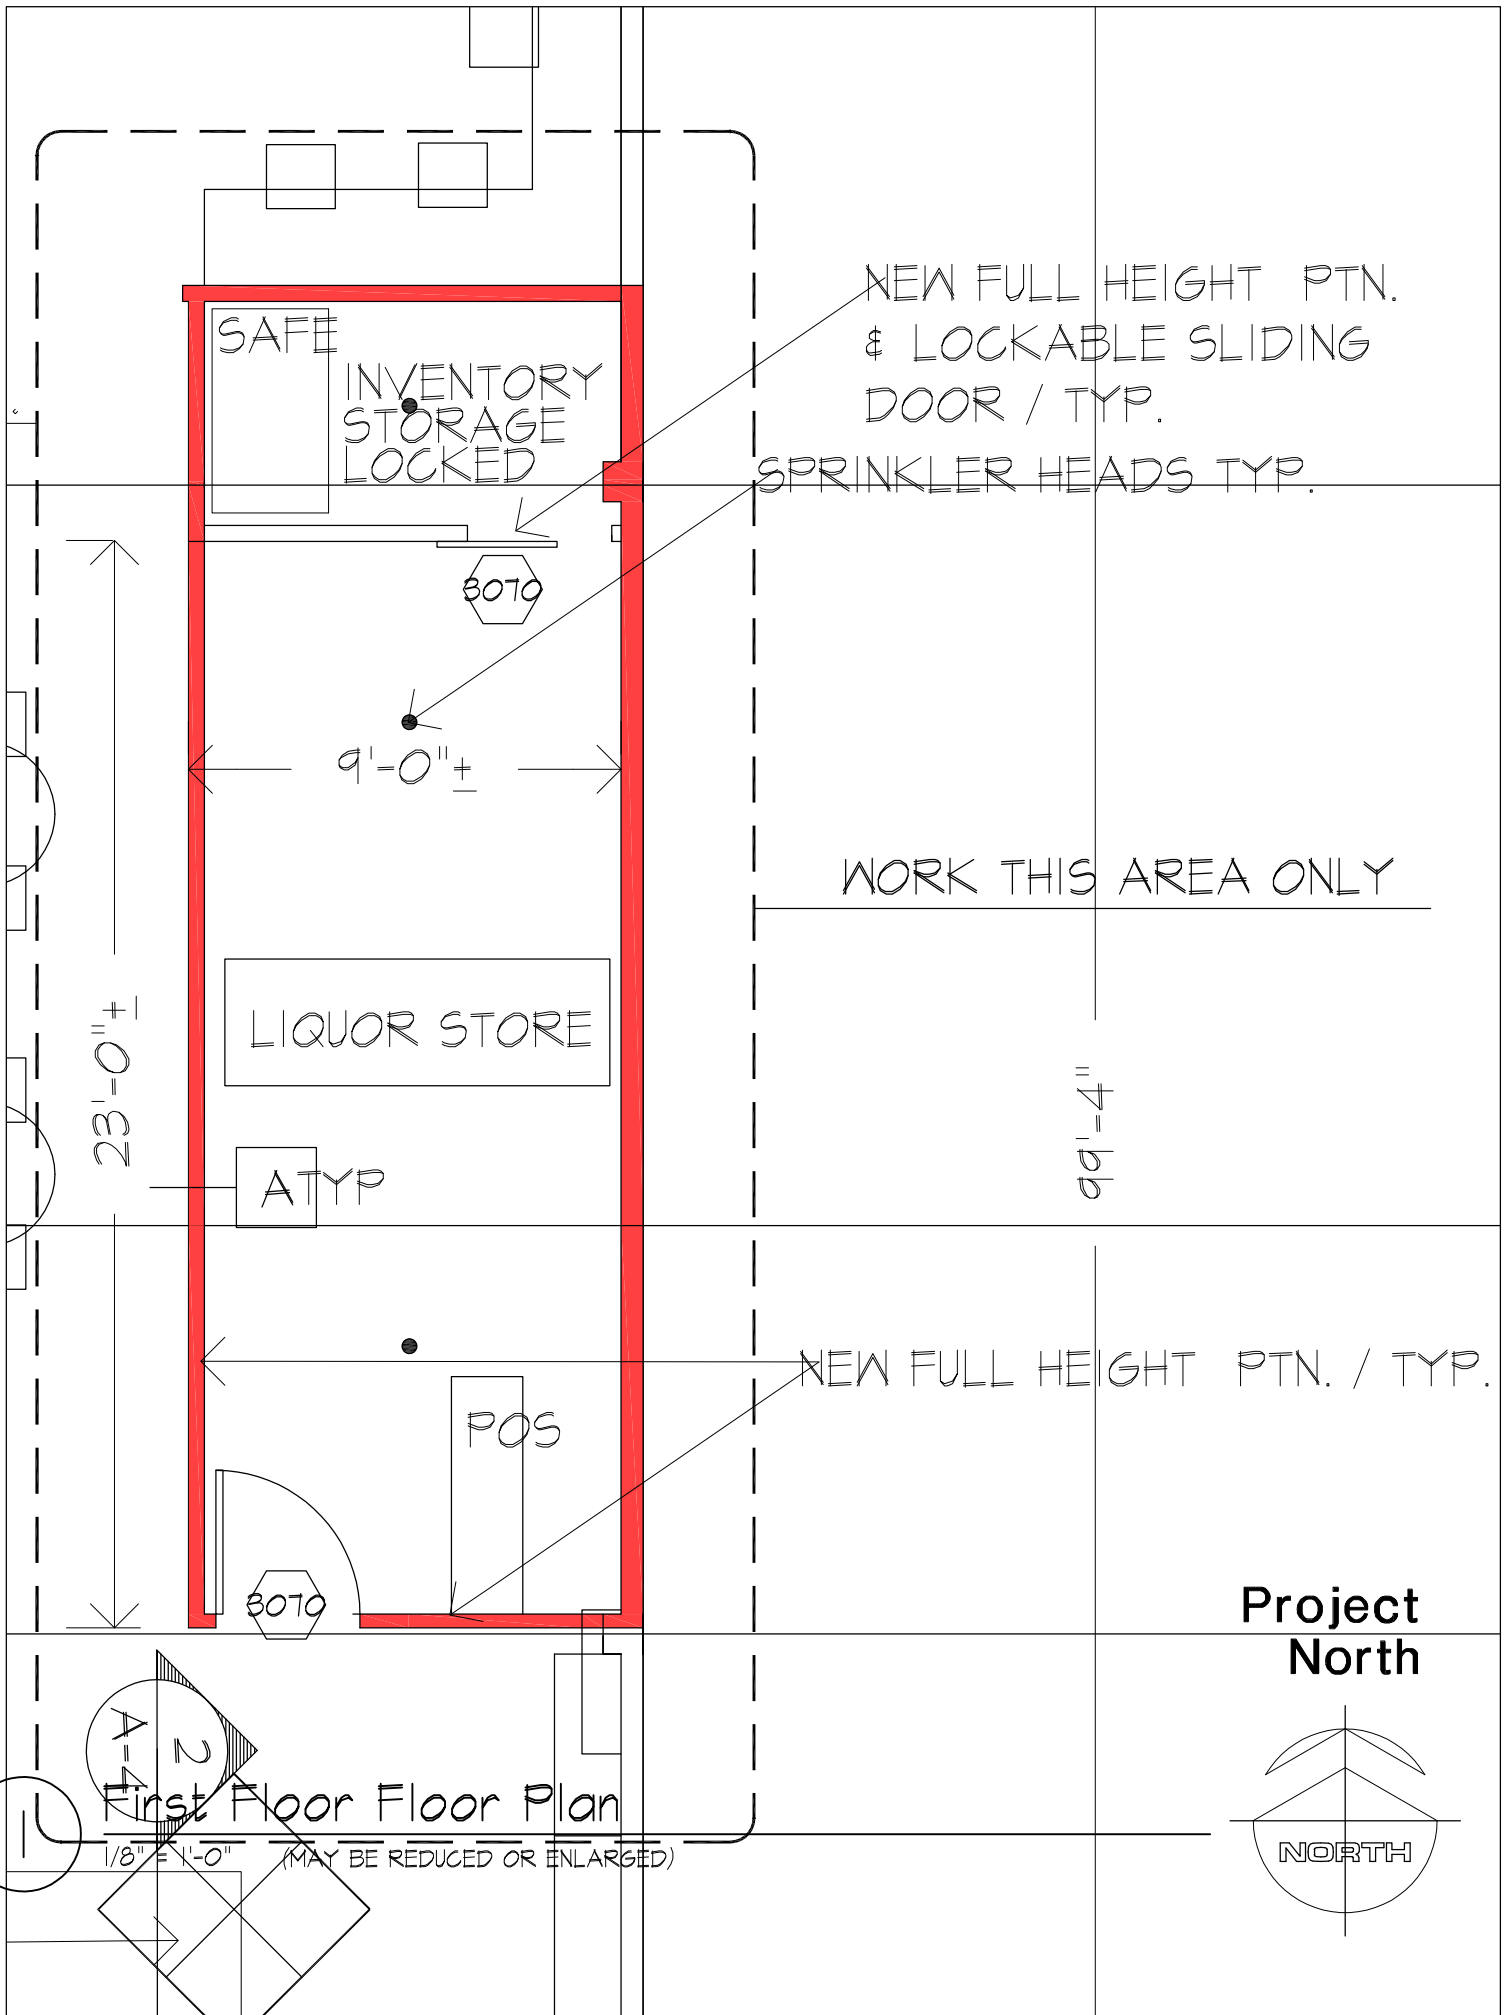 NEW FULL HEIGHT PTN.
& LOCKABLE SLIDING
DOOR / TYP.
SAFE
INVENTORY
STORAGE
LOCKED
SPRINKLER HEADS TYP.
3070
9'-0"±
WORK THIS AREA ONLY
LIQUOR STORE
23'-0"±
99'-4"
A TYP
NEW FULL HEIGHT PTN. / TYP.
POS
3070
Project
North
2
A-4
1
First Floor Floor Plan
1/8" = 1'-0" (MAY BE REDUCED OR ENLARGED)
NORTH